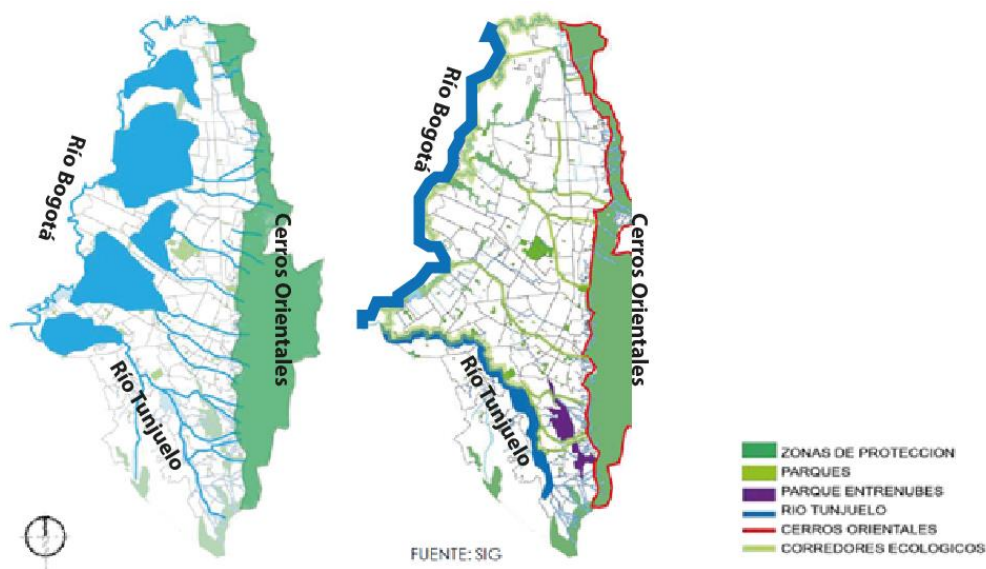 Río Bogotá
Cerros Orientales
Río Tunjuelo
Río Bogotá
Cerros Orientales
Río Tunjuelo
FUENTE: SIG
ZONAS DE PROTECCION
PARQUES
PARQUE ENTRENUBES
RIO TUNJUELO
CERROS ORIENTALES
CORREDORES ECOLOGICOS